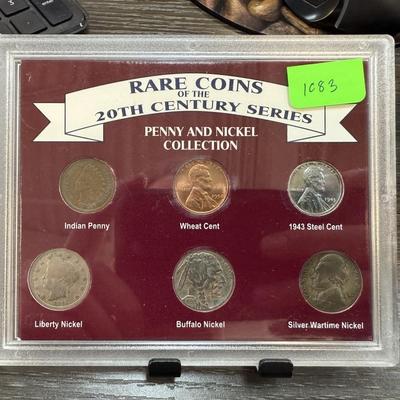 RARE COINS
OF THE
20TH CENTURY SERIES
1083
PENNY AND NICKEL
COLLECTION
Indian Penny
Wheat Cent
1943 Steel Cent
Liberty Nickel
Buffalo Nickel
Silver Wartime Nickel